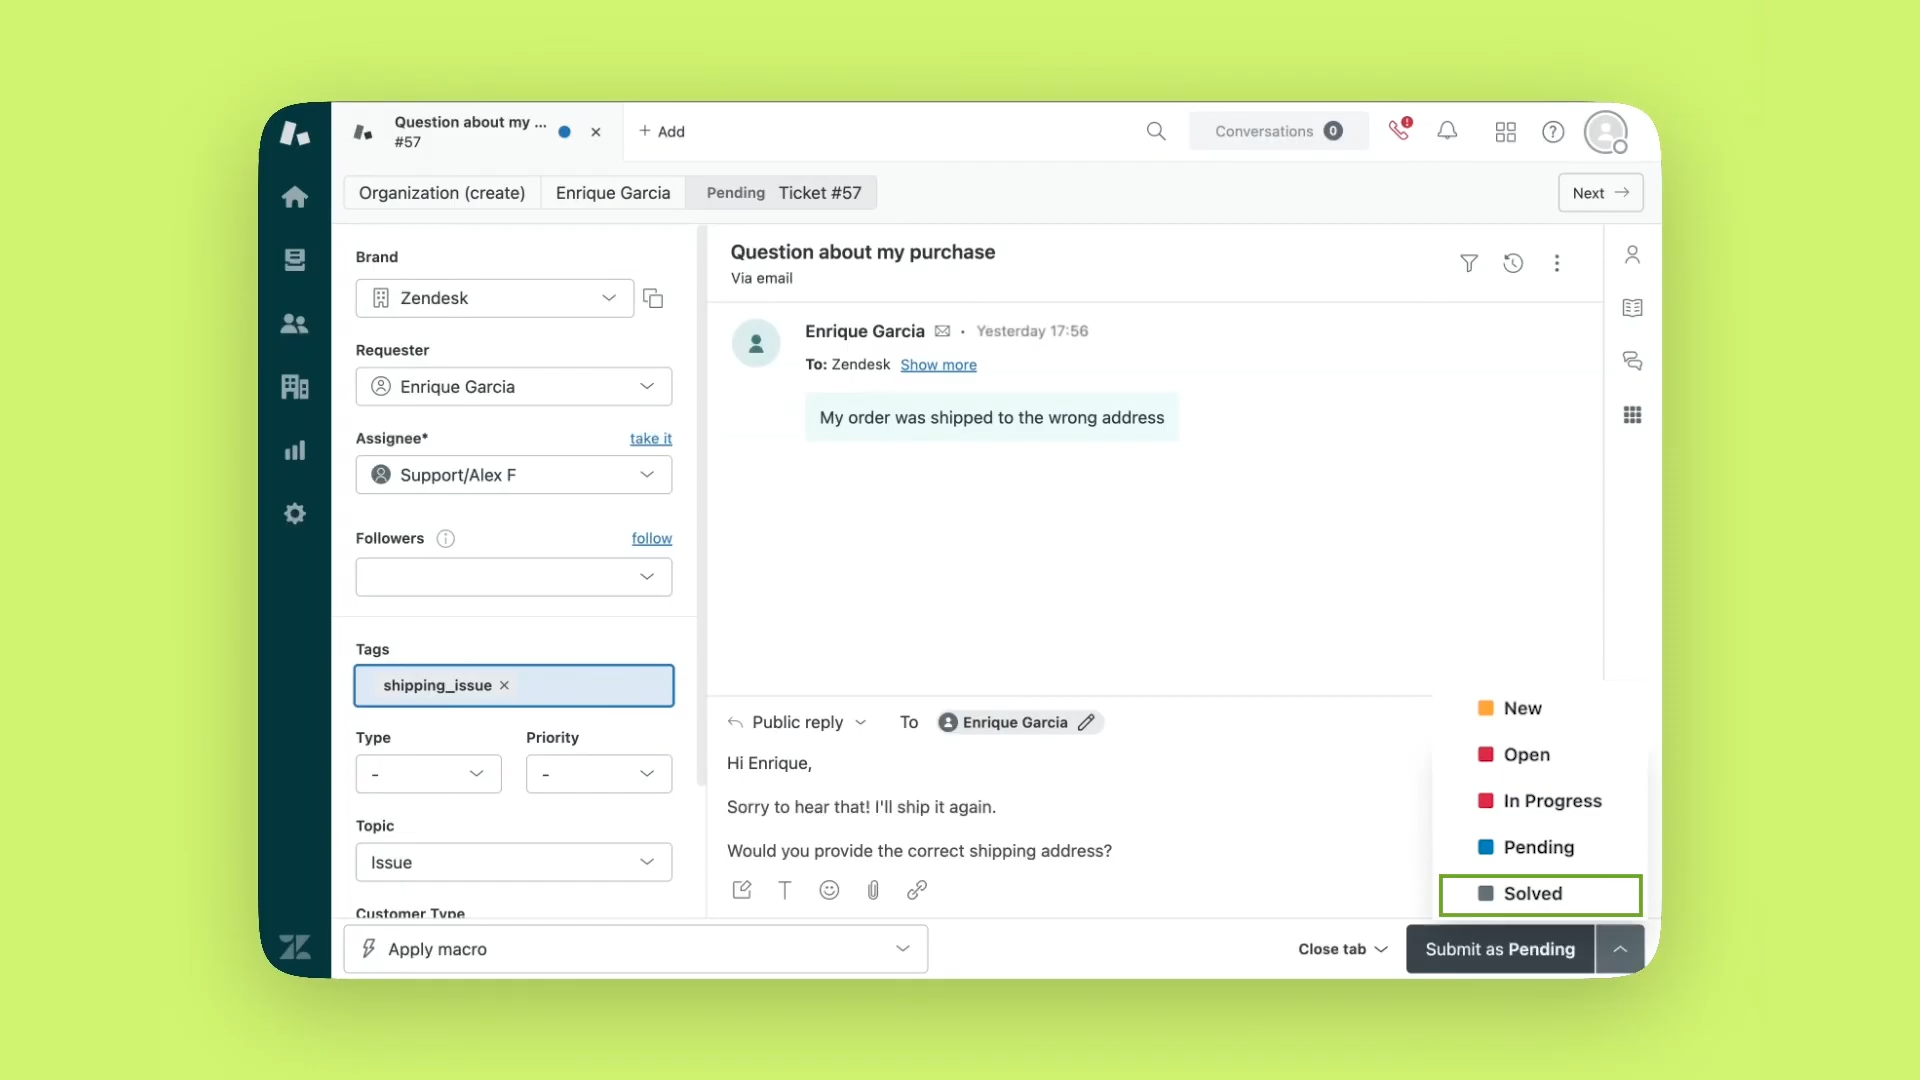 Question about my ...
#57
+ Add
Conversations 0
Organization (create)
Enrique Garcia
Pending Ticket #57
Next
Brand
Zendesk
Requester
Enrique Garcia
Assignee*
take it
Support/Alex F
Followers
follow
Tags
shipping_issue
Type
Priority
-
-
Topic
Issue
Customer Type
Apply macro
Question about my purchase
Via email
Enrique Garcia · Yesterday 17:56
To: Zendesk Show more
My order was shipped to the wrong address
Public reply
To Enrique Garcia
Hi Enrique,
Sorry to hear that! I'll ship it again.
Would you provide the correct shipping address?
New
Open
In Progress
Pending
Solved
Close tab
Submit as Pending